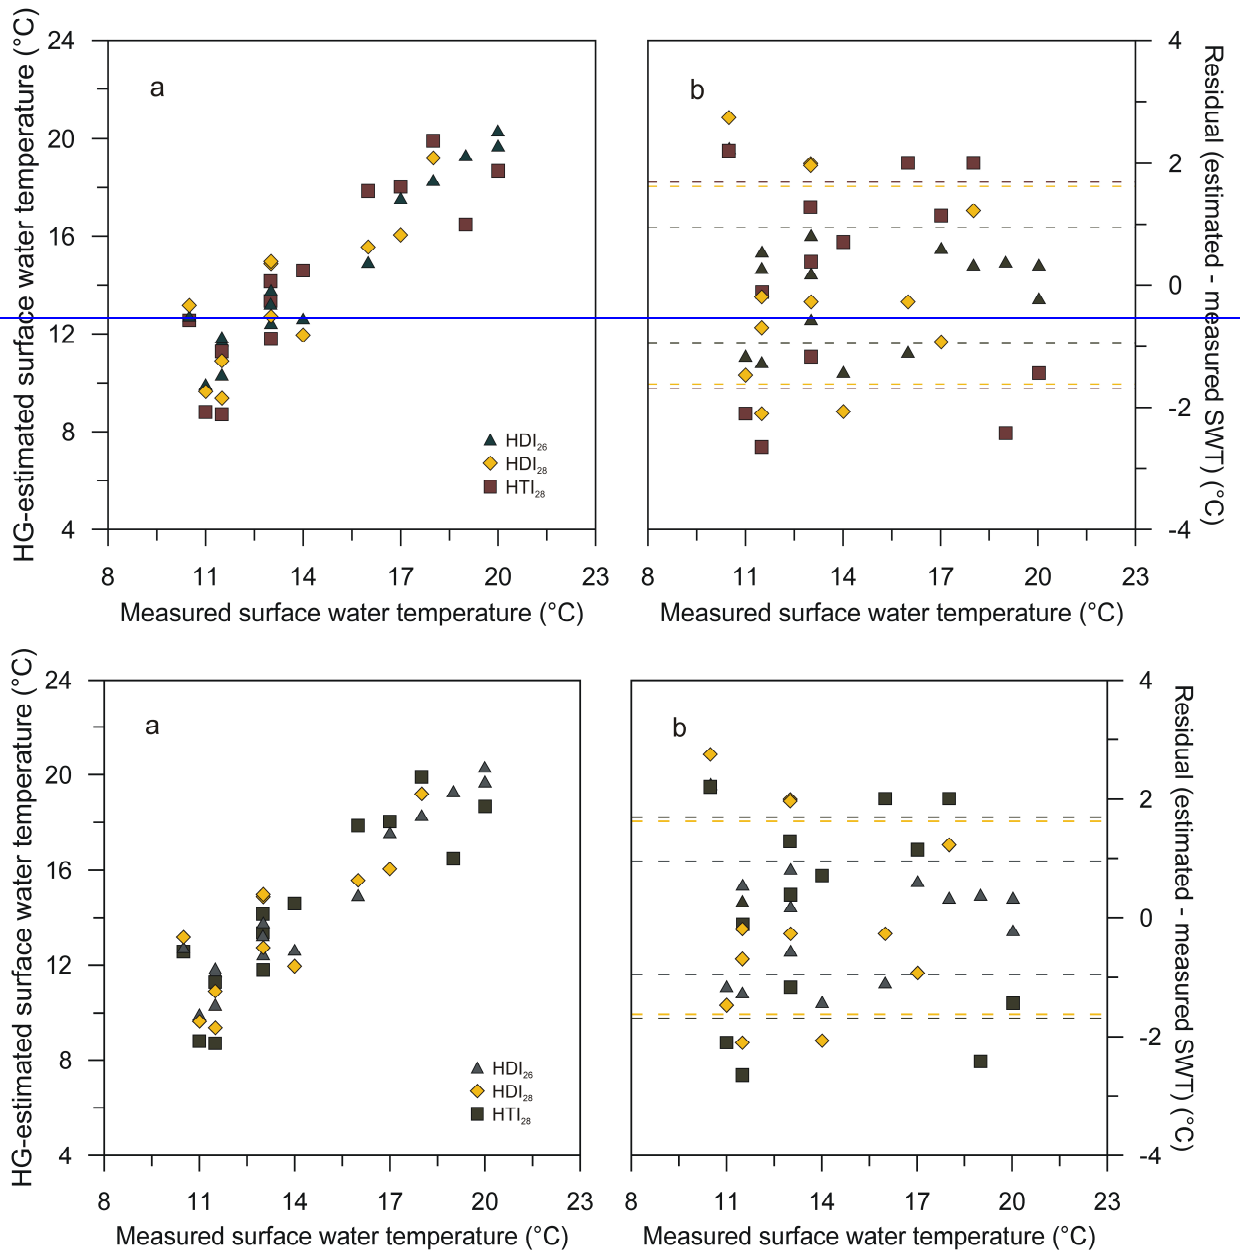 HG-estimated surface water temperature (°C)
24
20
16
12
8
4
a
HDI26
HDI28
HTI28
8 11 14 17 20 23
Measured surface water temperature (°C)
b
4
2
0
-2
-4
Residual (estimated - measured SWT) (°C)
8 11 14 17 20 23
Measured surface water temperature (°C)
HG-estimated surface water temperature (°C)
24
20
16
12
8
4
a
HDI26
HDI28
HTI28
8 11 14 17 20 23
Measured surface water temperature (°C)
b
4
2
0
-2
-4
Residual (estimated - measured SWT) (°C)
8 11 14 17 20 23
Measured surface water temperature (°C)